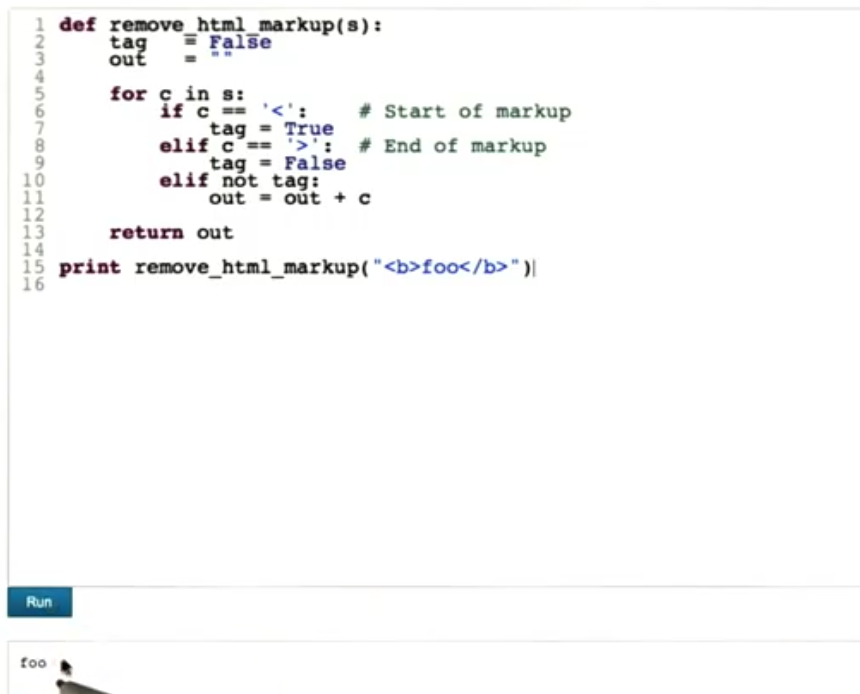 1 def remove_html_markup(s):
2     tag   = False
3     out   = ""
4
5     for c in s:
6         if c == '<':    # Start of markup
7             tag = True
8         elif c == '>':  # End of markup
9             tag = False
10         elif not tag:
11             out = out + c
12
13     return out
14
15 print remove_html_markup("<b>foo</b>")
16
Run
foo